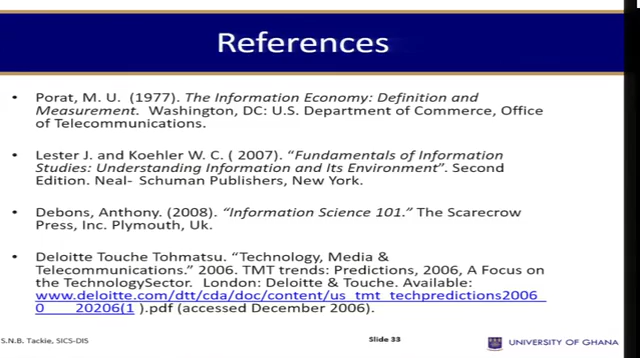 References
• Porat, M. U. (1977). The Information Economy: Definition and
Measurement. Washington, DC: U.S. Department of Commerce, Office
of Telecommunications.
• Lester J. and Koehler W. C. ( 2007). “Fundamentals of Information
Studies: Understanding Information and Its Environment”. Second
Edition. Neal- Schuman Publishers, New York.
• Debons, Anthony. (2008). “Information Science 101.” The Scarecrow
Press, Inc. Plymouth, Uk.
• Deloitte Touche Tohmatsu. “Technology, Media &
Telecommunications.” 2006. TMT trends: Predictions, 2006, A Focus on
the TechnologySector. London: Deloitte & Touche. Available:
www.deloitte.com/dtt/cda/doc/content/us_tmt_techpredictions2006_
0 20206(1 ).pdf (accessed December 2006).
S.N.B. Tackie, SICS-DIS
Slide 33
UNIVERSITY OF GHANA